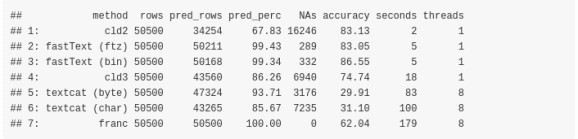 ##            method  rows pred_rows pred_perc   NAs accuracy seconds threads
## 1:           cld2 50500     34254     67.83 16246    83.13       2       1
## 2: fastText (ftz) 50500     50211     99.43   289    83.05       5       1
## 3: fastText (bin) 50500     50168     99.34   332    86.55       5       1
## 4:           cld3 50500     43560     86.26  6940    74.74      18       1
## 5: textcat (byte) 50500     47324     93.71  3176    29.91      83       8
## 6: textcat (char) 50500     43265     85.67  7235    31.10     100       8
## 7:          franc 50500     50500    100.00     0    62.04     179       8